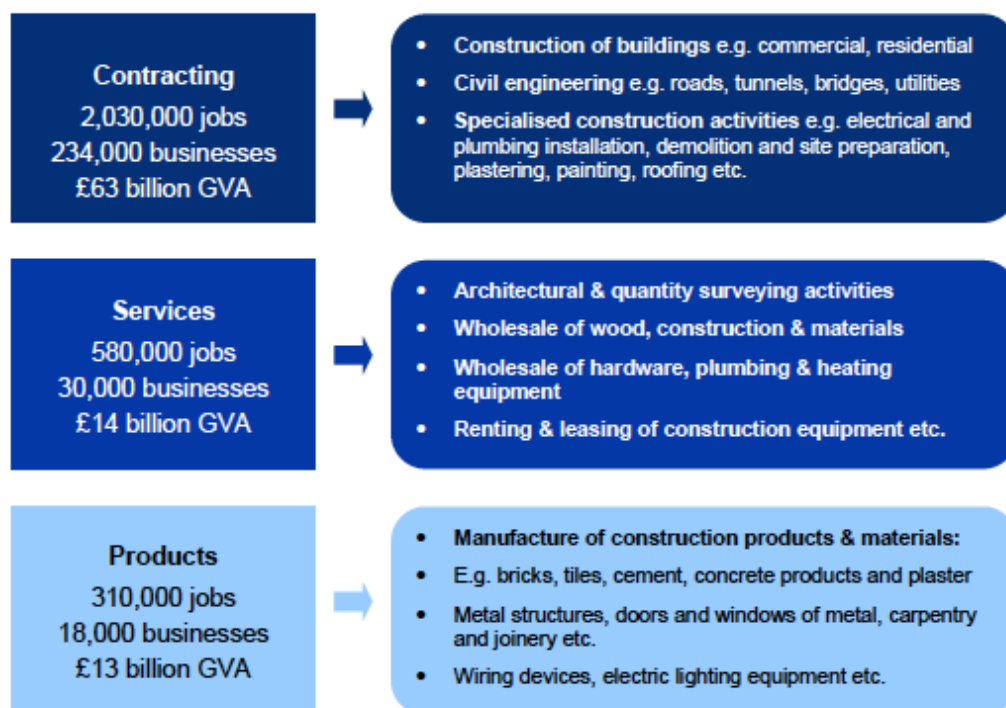 Contracting
2,030,000 jobs
234,000 businesses
£63 billion GVA
• Construction of buildings e.g. commercial, residential
• Civil engineering e.g. roads, tunnels, bridges, utilities
• Specialised construction activities e.g. electrical and
plumbing installation, demolition and site preparation,
plastering, painting, roofing etc.
Services
580,000 jobs
30,000 businesses
£14 billion GVA
• Architectural & quantity surveying activities
• Wholesale of wood, construction & materials
• Wholesale of hardware, plumbing & heating
equipment
• Renting & leasing of construction equipment etc.
Products
310,000 jobs
18,000 businesses
£13 billion GVA
• Manufacture of construction products & materials:
• E.g. bricks, tiles, cement, concrete products and plaster
• Metal structures, doors and windows of metal, carpentry
and joinery etc.
• Wiring devices, electric lighting equipment etc.